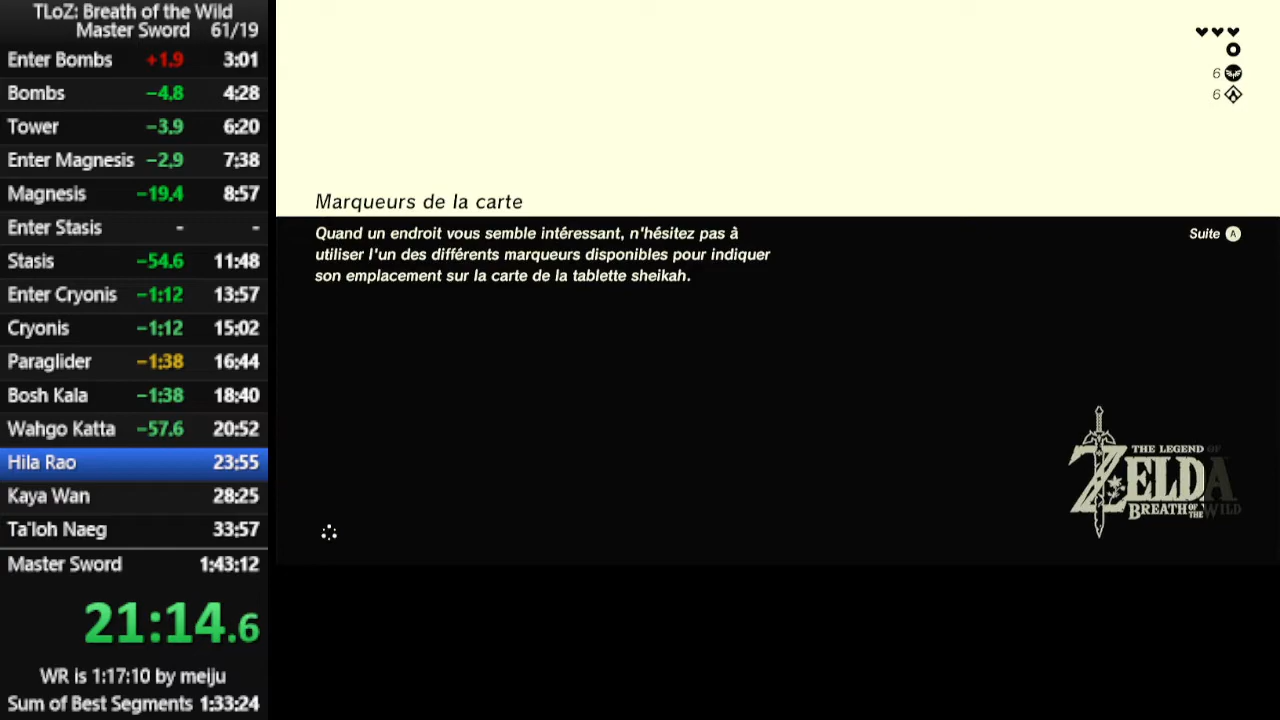 TLoZ: Breath of the Wild
Master Sword 61/19
Enter Bombs +1.9 3:01
Bombs −4.8 4:28
Tower −3.9 6:20
Enter Magnesis −2.9 7:38
Magnesis −19.4 8:57
Enter Stasis - -
Stasis −54.6 11:48
Enter Cryonis −1:12 13:57
Cryonis −1:12 15:02
Paraglider −1:38 16:44
Bosh Kala −1:38 18:40
Wahgo Katta −57.6 20:52
Hila Rao 23:55
Kaya Wan 28:25
Ta'loh Naeg 33:57
Master Sword 1:43:12
21:14.6
WR is 1:17:10 by meiju
Sum of Best Segments 1:33:24
6
6
Marqueurs de la carte
Quand un endroit vous semble intéressant, n'hésitez pas à
utiliser l'un des différents marqueurs disponibles pour indiquer
son emplacement sur la carte de la tablette sheikah.
Suite A
THE LEGEND OF
ZELDA
BREATH OF THE WILD